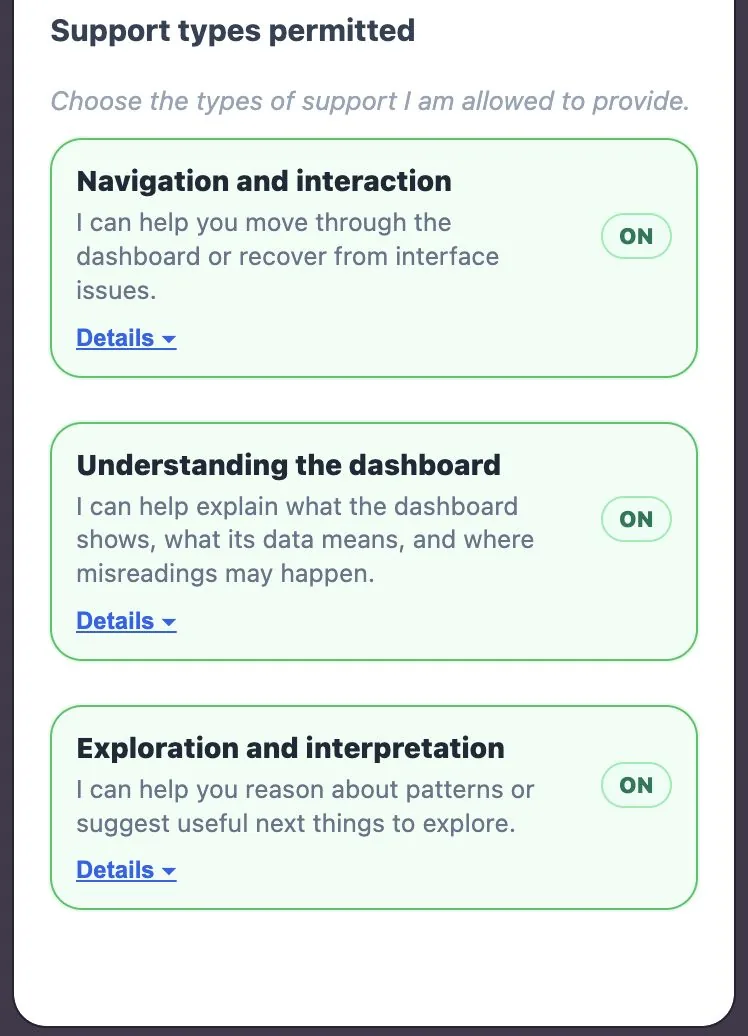 Support types permitted
Choose the types of support I am allowed to provide.
Navigation and interaction
I can help you move through the
dashboard or recover from interface
issues.
ON
Details
Understanding the dashboard
I can help explain what the dashboard
shows, what its data means, and where
misreadings may happen.
ON
Details
Exploration and interpretation
I can help you reason about patterns or
suggest useful next things to explore.
ON
Details